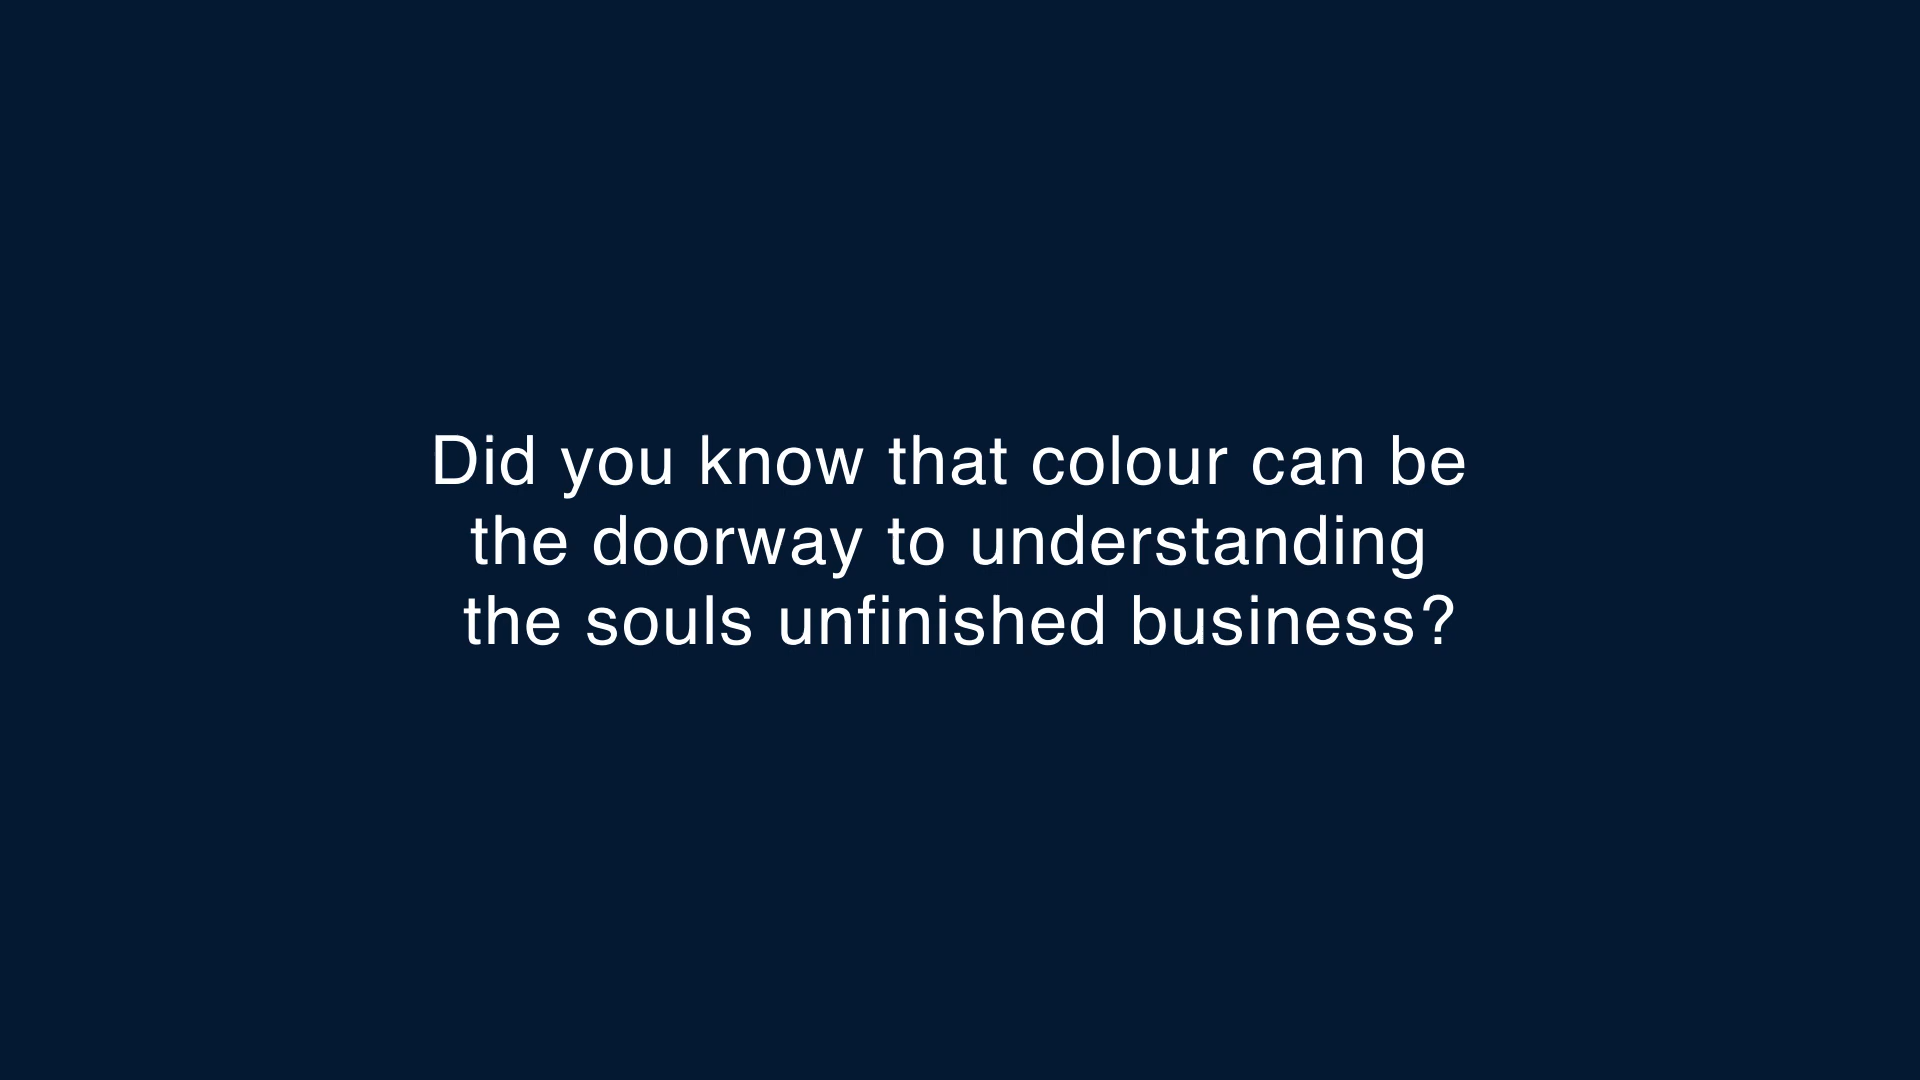 Did you know that colour can be
the doorway to understanding
the souls unfinished business?